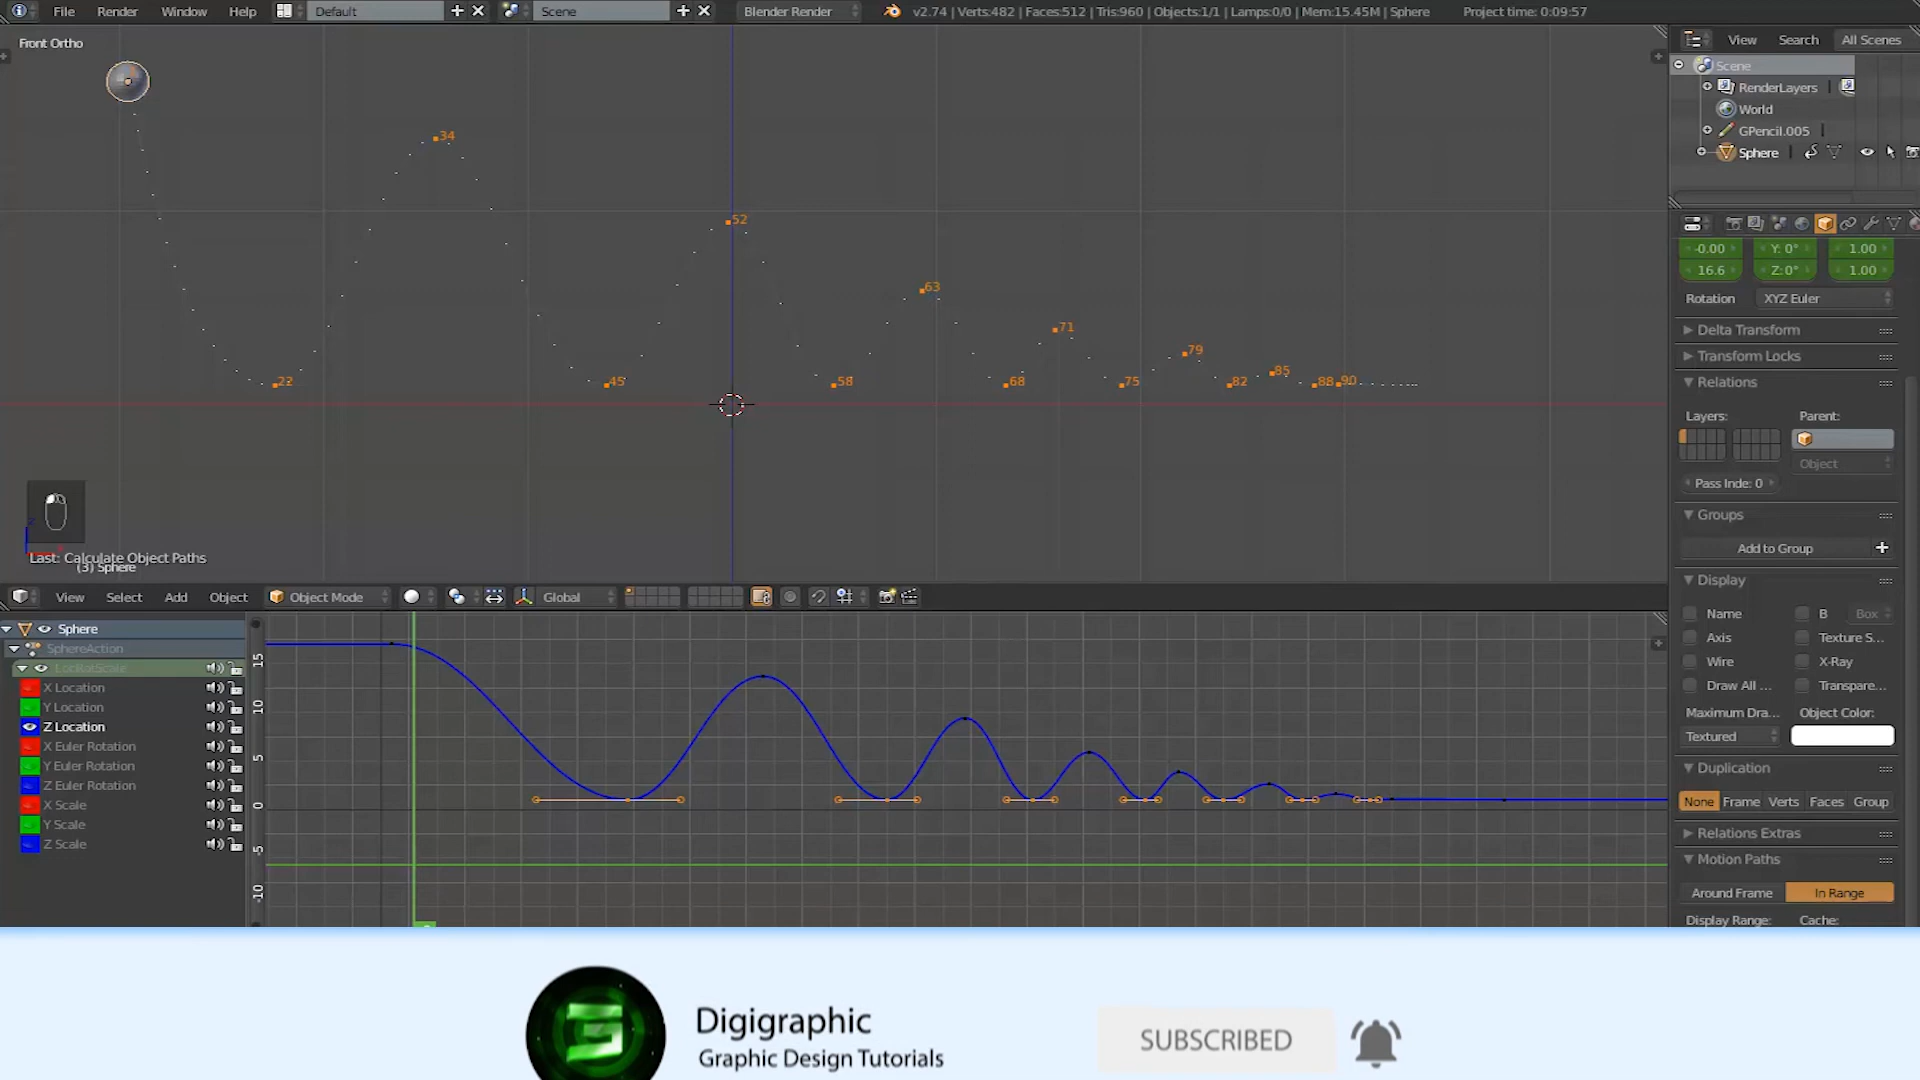 File Render Window Help Default Scene Blender Render v2.74 | Verts:482 | Faces:512 | Tris:960 | Objects:1/1 | Lamps:0/0 | Mem:15.45M | Sphere Project time: 0:09:57
Front Ortho
34
52
63
71
79
85
22
45
58
68
75
82
88
90
Last: Calculate Object Paths
(3) Sphere
View Select Add Object Object Mode Global
Sphere
SphereAction
LocRotScale
X Location
Y Location
Z Location
X Euler Rotation
Y Euler Rotation
Z Euler Rotation
X Scale
Y Scale
Z Scale
15
10
5
0
-5
-10
View Search All Scenes
Scene
RenderLayers
World
GPencil.005
Sphere
-0.00 Y: 0° 1.00
16.6 Z:0° 1.00
Rotation XYZ Euler
Delta Transform
Transform Locks
Relations
Layers: Parent:
Object
Pass Inde: 0
Groups
Add to Group
Display
Name B Box
Axis Texture S...
Wire X-Ray
Draw All ... Transpare...
Maximum Dra... Object Color:
Textured
Duplication
None Frame Verts Faces Group
Relations Extras
Motion Paths
Around Frame In Range
Display Range: Cache:
Digigraphic
Graphic Design Tutorials
SUBSCRIBED